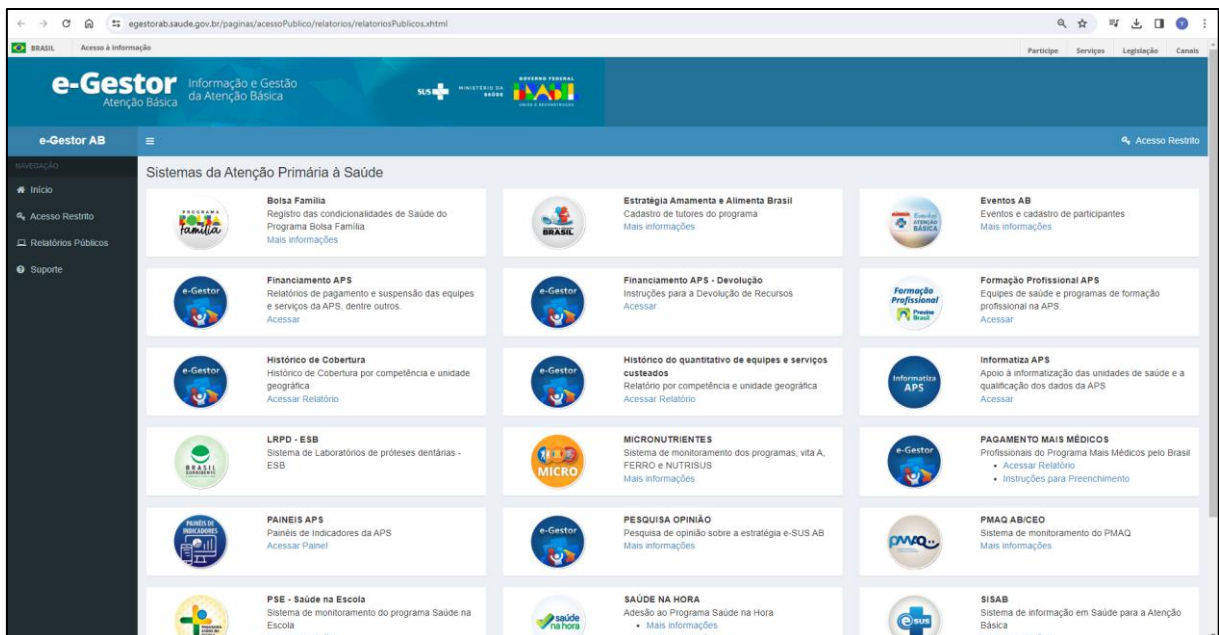 egestorab.saude.gov.br/paginas/acessoPublico/relatorios/relatoriosPublicos.xhtml
BRASIL
Acesso à informação
Participe
Serviços
Legislação
Canais
e-Gestor
Atenção Básica
Informação e Gestão
da Atenção Básica
SUS
MINISTÉRIO DA
SAÚDE
GOVERNO FEDERAL
BRASIL
UNIÃO E RECONSTRUÇÃO
e-Gestor AB
Acesso Restrito
NAVEGAÇÃO
Início
Acesso Restrito
Relatórios Públicos
Suporte
Sistemas da Atenção Primária à Saúde
PROGRAMA
BOLSA
família
Bolsa Família
Registro das condicionalidades de Saúde do
Programa Bolsa Família
Mais informações
BRASIL
Estratégia Amamenta e Alimenta Brasil
Cadastro de tutores do programa
Mais informações
Eventos
ATENÇÃO
BÁSICA
Eventos AB
Eventos e cadastro de participantes
Mais informações
e-Gestor
Financiamento APS
Relatórios de pagamento e suspensão das equipes
e serviços da APS, dentre outros.
Acessar
e-Gestor
Financiamento APS - Devolução
Instruções para a Devolução de Recursos
Acessar
Formação
Profissional
Previne
Brasil
Formação Profissional APS
Equipes de saúde e programas de formação
profissional na APS.
Acessar
e-Gestor
Histórico de Cobertura
Histórico de Cobertura por competência e unidade
geográfica
Acessar Relatório
e-Gestor
Histórico do quantitativo de equipes e serviços
custeados
Relatório por competência e unidade geográfica
Acessar Relatório
Informatiza
APS
Informatiza APS
Apoio à informatização das unidades de saúde e a
qualificação dos dados da APS
Acessar
BRASIL
SORRIDENTE
LRPD - ESB
Sistema de Laboratórios de próteses dentárias -
ESB
MICRO
MICRONUTRIENTES
Sistema de monitoramento dos programas, vita A,
FERRO e NUTRISUS
Mais informações
e-Gestor
PAGAMENTO MAIS MÉDICOS
Profissionais do Programa Mais Médicos pelo Brasil
• Acessar Relatório
• Instruções para Preenchimento
PAINÉIS DE
INDICADORES
PAINEIS APS
Painéis de Indicadores da APS
Acessar Painel
e-Gestor
PESQUISA OPINIÃO
Pesquisa de opinião sobre a estratégia e-SUS AB
Mais informações
PMAQ
PMAQ AB/CEO
Sistema de monitoramento do PMAQ
Mais informações
PSE - Saúde na Escola
Sistema de monitoramento do programa Saúde na
Escola
saúde
na hora
SAÚDE NA HORA
Adesão ao Programa Saúde na Hora
• Mais informações
esus
SISAB
Sistema de informação em Saúde para a Atenção
Básica